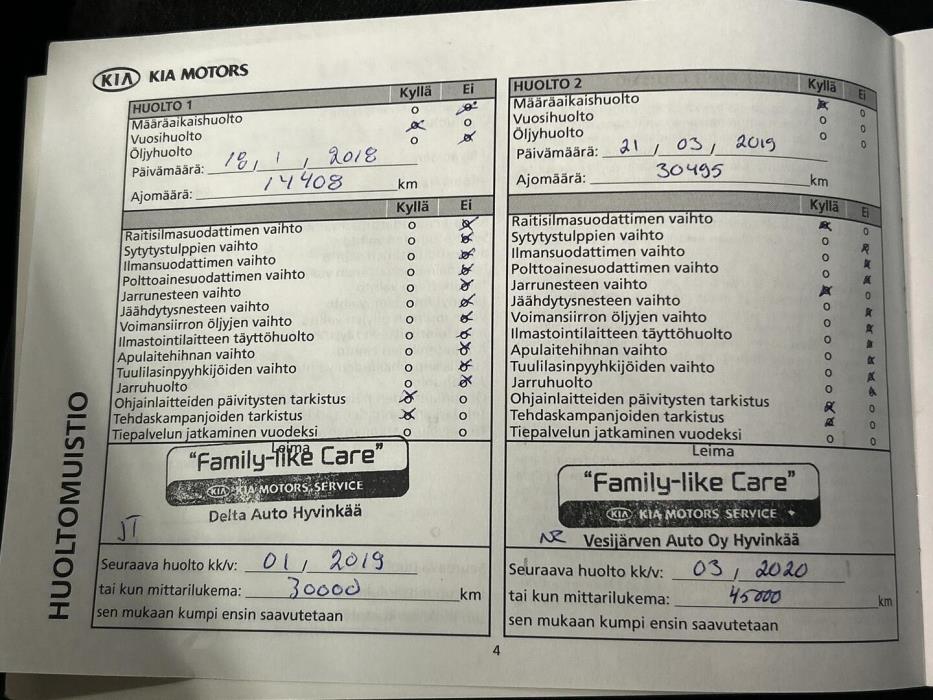 KIA KIA MOTORS
HUOLTO 1 Kyllä Ei
Määräaikaishuolto o o
Vuosihuolto o o
Öljyhuolto o o
Päivämäärä: 18, 1, 2018
Ajomäärä: 14408 km
Kyllä Ei
Raitisilmasuodattimen vaihto o o
Sytytystulppien vaihto o o
Ilmansuodattimen vaihto o o
Polttoainesuodattimen vaihto o o
Jarrunesteen vaihto o o
Jäähdytysnesteen vaihto o o
Voimansiirron öljyjen vaihto o o
Ilmastointilaitteen täyttöhuolto o o
Apulaitehihnan vaihto o o
Tuulilasinpyyhkijöiden vaihto o o
Jarruhuolto o o
Ohjainlaitteiden päivitysten tarkistus o o
Tehdaskampanjoiden tarkistus o o
Tiepalvelun jatkaminen vuodeksi o o
Leima
"Family-like Care"
KIA KIA MOTORS SERVICE
Delta Auto Hyvinkää
JT
Seuraava huolto kk/v: 01, 2019
tai kun mittarilukema: 30000 km
sen mukaan kumpi ensin saavutetaan
HUOLTO 2 Kyllä Ei
Määräaikaishuolto o o
Vuosihuolto o o
Öljyhuolto o o
Päivämäärä: 21, 03, 2019
Ajomäärä: 30495 km
Kyllä Ei
Raitisilmasuodattimen vaihto o o
Sytytystulppien vaihto o o
Ilmansuodattimen vaihto o o
Polttoainesuodattimen vaihto o o
Jarrunesteen vaihto o o
Jäähdytysnesteen vaihto o o
Voimansiirron öljyjen vaihto o o
Ilmastointilaitteen täyttöhuolto o o
Apulaitehihnan vaihto o o
Tuulilasinpyyhkijöiden vaihto o o
Jarruhuolto o o
Ohjainlaitteiden päivitysten tarkistus o o
Tehdaskampanjoiden tarkistus o o
Tiepalvelun jatkaminen vuodeksi o o
Leima
"Family-like Care"
KIA KIA MOTORS SERVICE
NR Vesijärven Auto Oy Hyvinkää
Seuraava huolto kk/v: 03, 2020
tai kun mittarilukema: 45000 km
sen mukaan kumpi ensin saavutetaan
HUOLTOMUISTIO
4